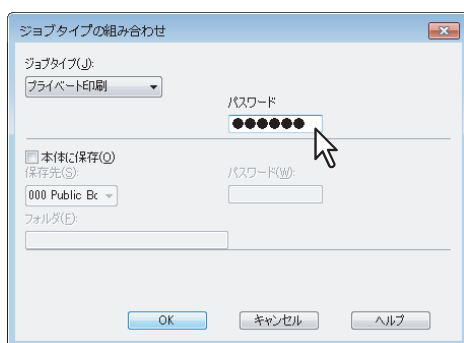 ジョブタイプの組み合わせ
ジョブタイプ(J):
プライベート印刷
パスワード
●●●●●●
本体に保存(O)
保存先(S):
パスワード(W):
000 Public Bc
フォルダ(F):
OK キャンセル ヘルプ